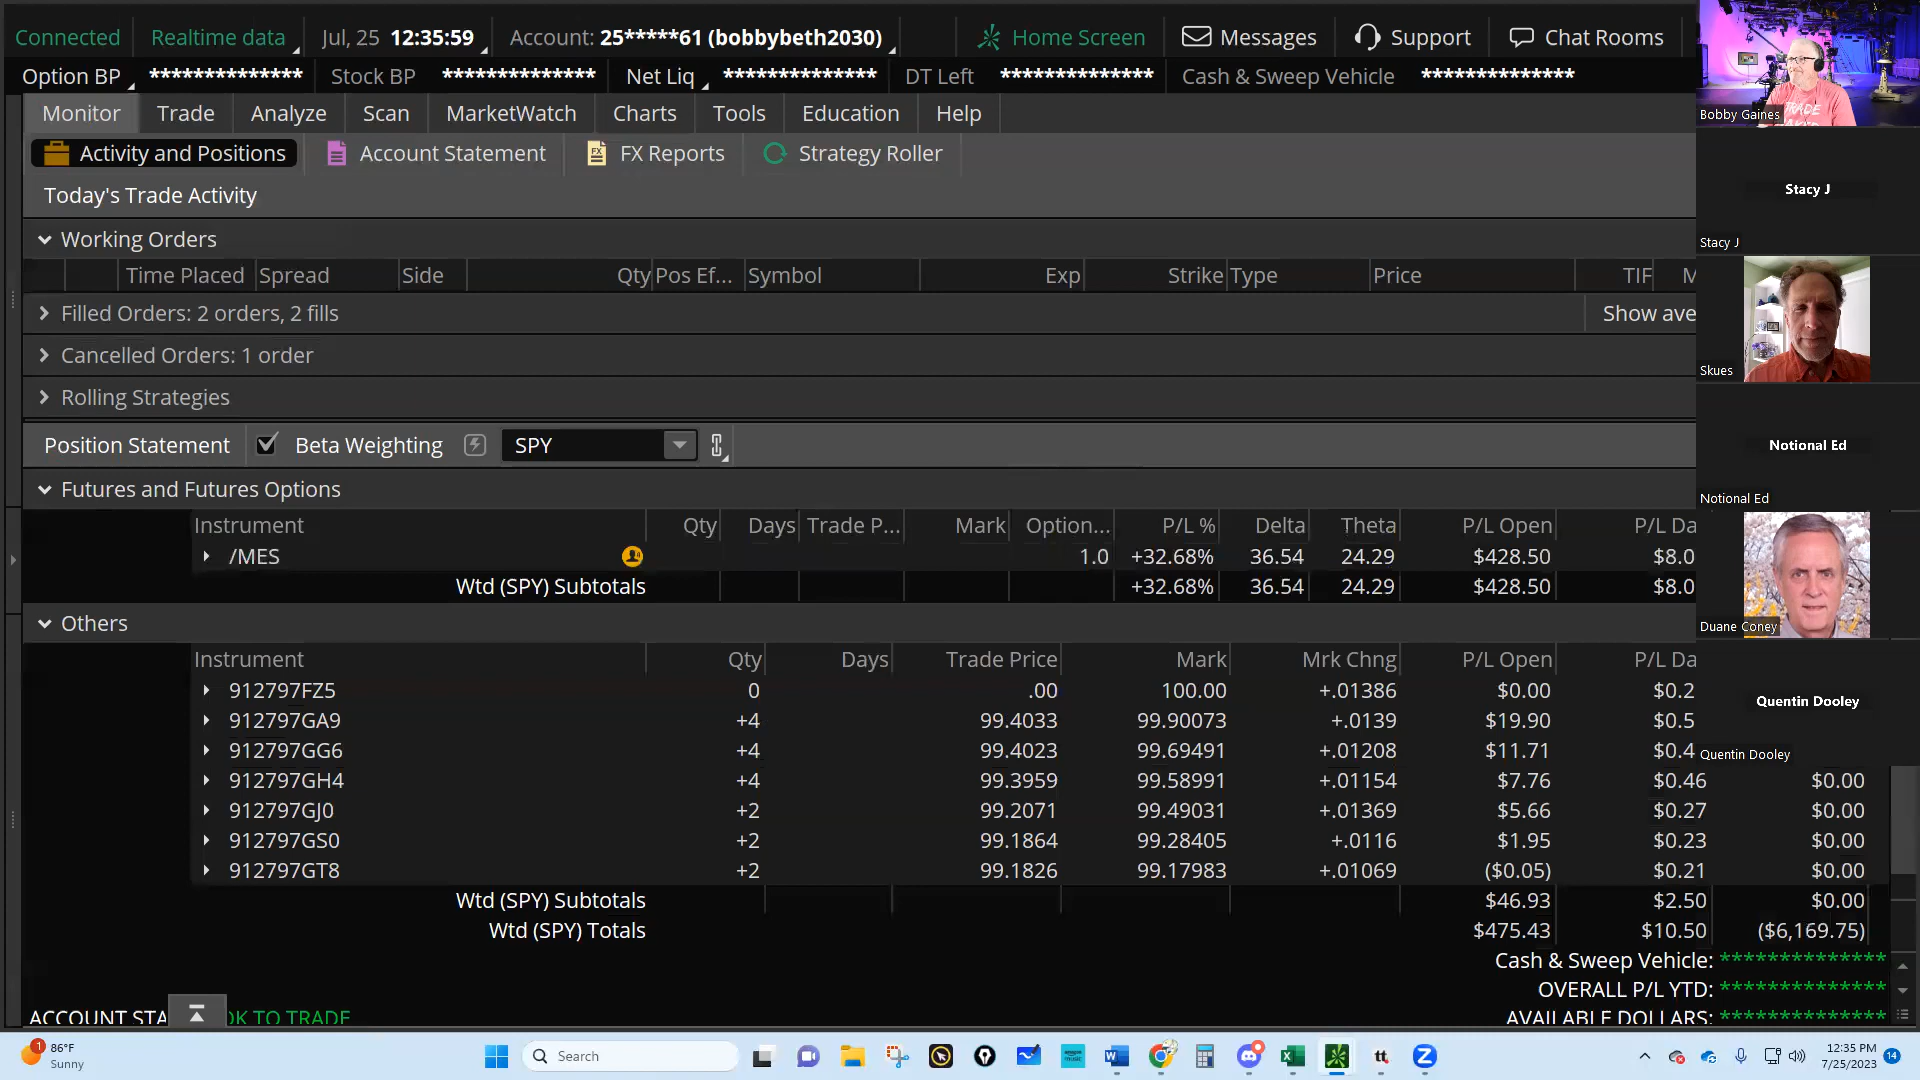 Connected
Realtime data
Jul, 25 12:35:59
Account: 25*****61 (bobbybeth2030)
Home Screen
Messages
Support
Chat Rooms
Option BP **************
Stock BP **************
Net Liq **************
DT Left **************
Cash & Sweep Vehicle **************
Monitor
Trade
Analyze
Scan
MarketWatch
Charts
Tools
Education
Help
Activity and Positions
Account Statement
FX FX Reports
Strategy Roller
Today's Trade Activity
Working Orders
Time Placed Spread Side Qty Pos Ef... Symbol Exp Strike Type Price TIF M
Filled Orders: 2 orders, 2 fills
Show ave
Cancelled Orders: 1 order
Rolling Strategies
Position Statement
Beta Weighting
SPY
Futures and Futures Options
Instrument Qty Days Trade P... Mark Option... P/L % Delta Theta P/L Open P/L Da
/MES 1.0 +32.68% 36.54 24.29 $428.50 $8.0
Wtd (SPY) Subtotals +32.68% 36.54 24.29 $428.50 $8.0
Others
Instrument Qty Days Trade Price Mark Mrk Chng P/L Open P/L Da
912797FZ5 0 .00 100.00 +.01386 $0.00 $0.2
912797GA9 +4 99.4033 99.90073 +.0139 $19.90 $0.5
912797GG6 +4 99.4023 99.69491 +.01208 $11.71 $0.4
912797GH4 +4 99.3959 99.58991 +.01154 $7.76 $0.46 $0.00
912797GJ0 +2 99.2071 99.49031 +.01369 $5.66 $0.27 $0.00
912797GS0 +2 99.1864 99.28405 +.0116 $1.95 $0.23 $0.00
912797GT8 +2 99.1826 99.17983 +.01069 ($0.05) $0.21 $0.00
Wtd (SPY) Subtotals $46.93 $2.50 $0.00
Wtd (SPY) Totals $475.43 $10.50 ($6,169.75)
Cash & Sweep Vehicle: **************
OVERALL P/L YTD: **************
AVAILABLE DOLLARS: **************
ACCOUNT STA
OK TO TRADE
TRADE
Bobby Gaines
Stacy J
Stacy J
Skues
Notional Ed
Notional Ed
Duane Coney
Quentin Dooley
Quentin Dooley
1
86°F
Sunny
Search
amazon music
tt
12:35 PM
7/25/2023
14